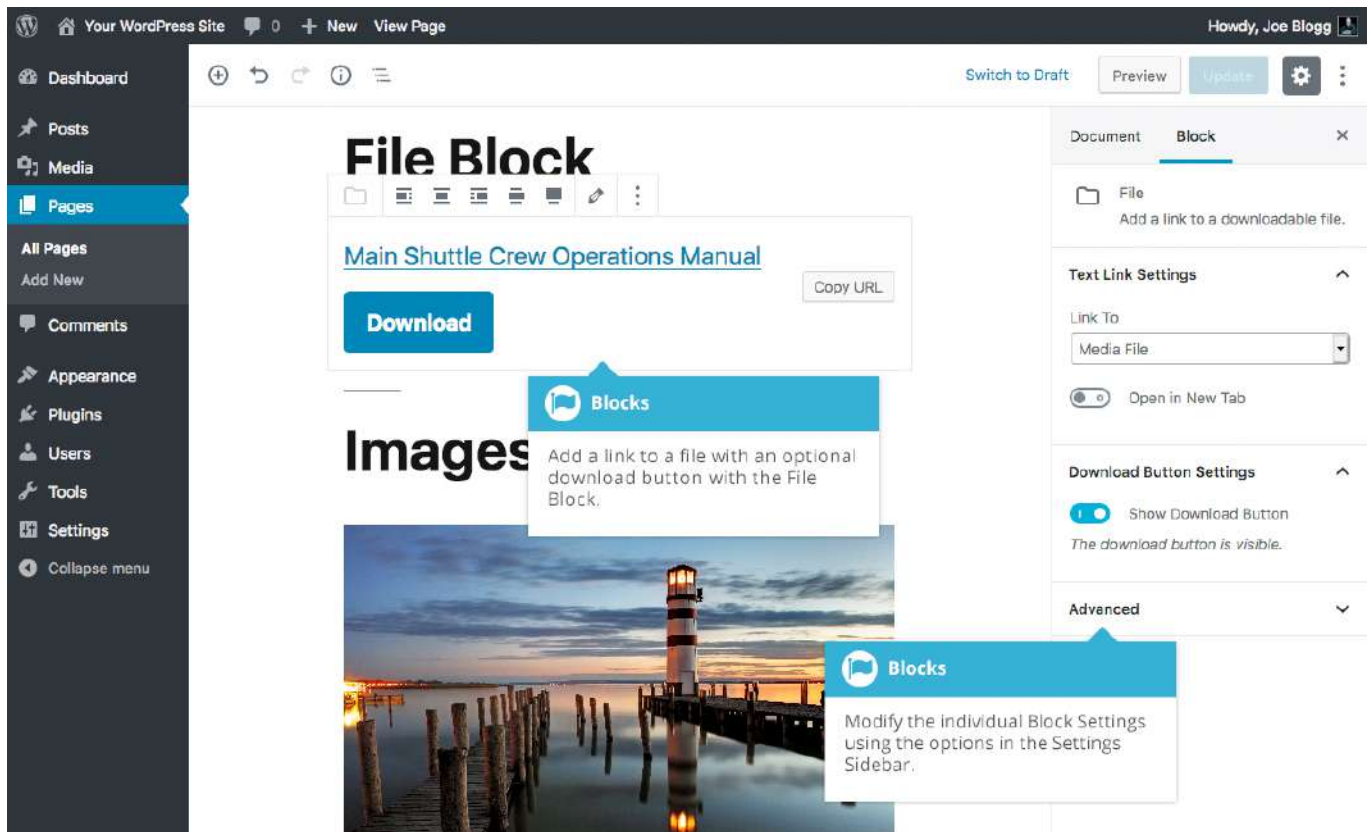 Your WordPress Site 0 New View Page Howdy, Joe Blogg
Dashboard
Posts
Media
Pages
All Pages
Add New
Comments
Appearance
Plugins
Users
Tools
Settings
Collapse menu
Switch to Draft Preview Update
File Block
Main Shuttle Crew Operations Manual
Copy URL
Download
Blocks
Add a link to a file with an optional
download button with the File
Block.
Images
Document Block
File
Add a link to a downloadable file.
Text Link Settings
Link To
Media File
Open in New Tab
Download Button Settings
Show Download Button
The download button is visible.
Advanced
Blocks
Modify the individual Block Settings
using the options in the Settings
Sidebar.